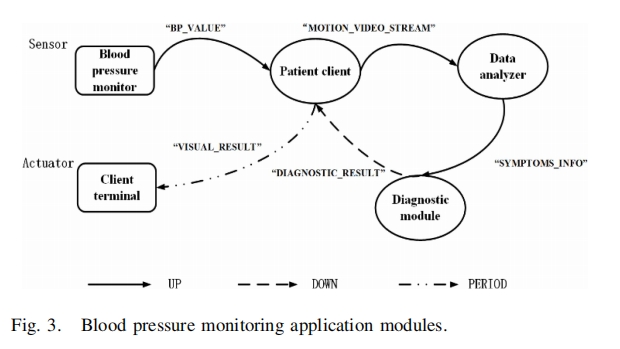 "BP_VALUE"
"MOTION_VIDEO_STREAM"
Sensor
Blood
pressure
monitor
Patient client
Data
analyzer
"VISUAL_RESULT"
Actuator
"DIAGNOSTIC_RESULT"
"SYMPTOMS_INFO"
Client
terminal
Diagnostic
module
UP
DOWN
PERIOD
Fig. 3. Blood pressure monitoring application modules.